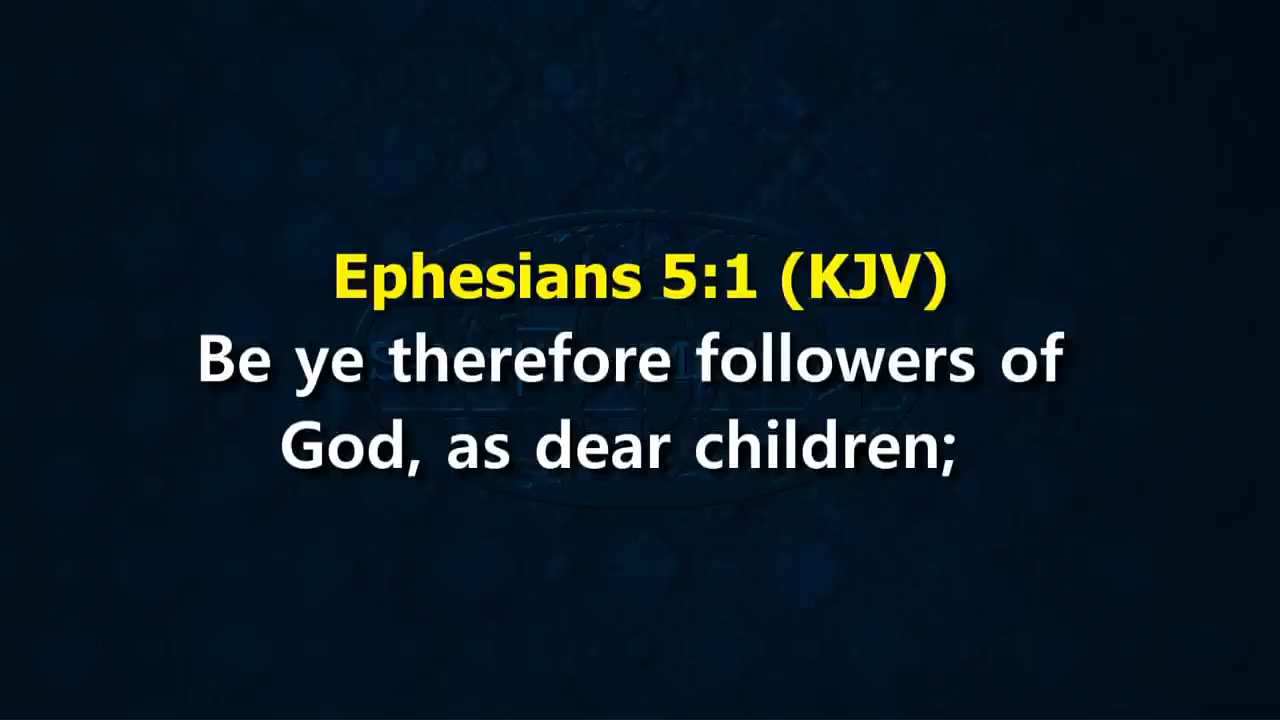 Ephesians 5:1 (KJV)
Be ye therefore followers of
God, as dear children;